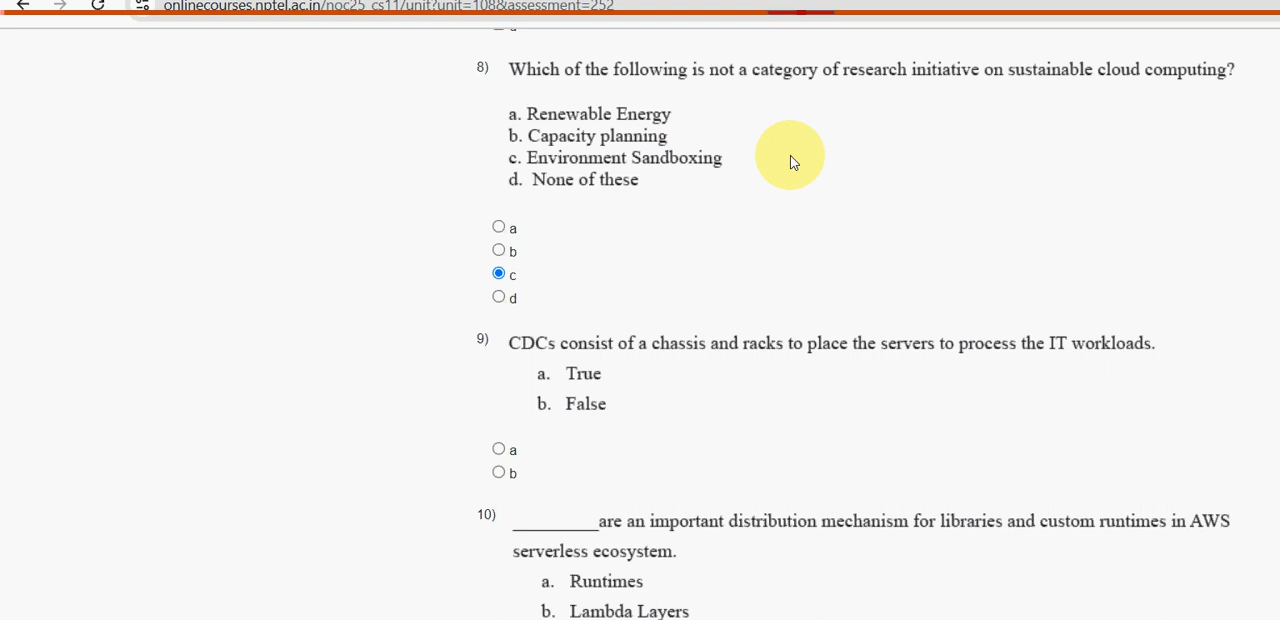 onlinecourses.nptel.ac.in/noc25_cs11/unit?unit=108&assessment=252
8) Which of the following is not a category of research initiative on sustainable cloud computing?
a. Renewable Energy
b. Capacity planning
c. Environment Sandboxing
d. None of these
a
b
c
d
9) CDCs consist of a chassis and racks to place the servers to process the IT workloads.
a. True
b. False
a
b
10) _________are an important distribution mechanism for libraries and custom runtimes in AWS
serverless ecosystem.
a. Runtimes
b. Lambda Layers